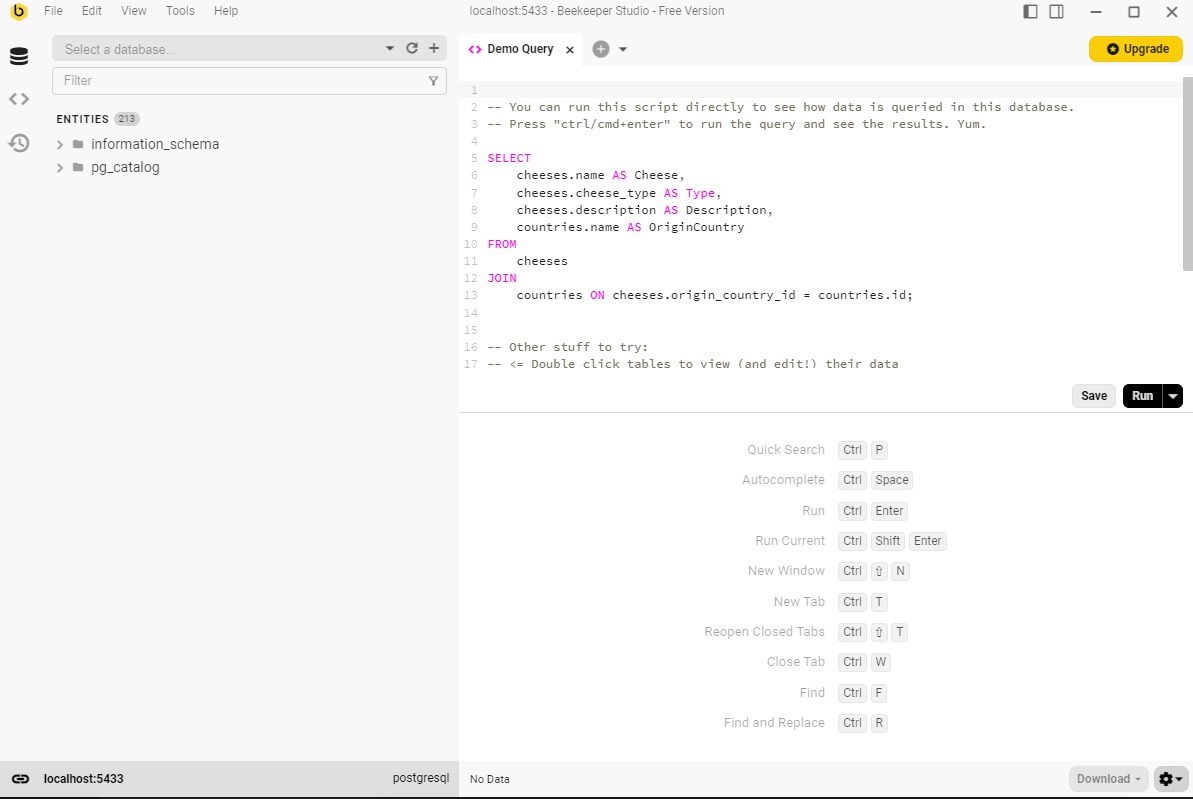 b File Edit View Tools Help localhost:5433 - Beekeeper Studio - Free Version
Select a database...
Filter
ENTITIES 213
information_schema
pg_catalog
Demo Query
Upgrade
1
2 -- You can run this script directly to see how data is queried in this database.
3 -- Press "ctrl/cmd+enter" to run the query and see the results. Yum.
4
5 SELECT
6 cheeses.name AS Cheese,
7 cheeses.cheese_type AS Type,
8 cheeses.description AS Description,
9 countries.name AS OriginCountry
10 FROM
11 cheeses
12 JOIN
13 countries ON cheeses.origin_country_id = countries.id;
14
15
16 -- Other stuff to try:
17 -- <= Double click tables to view (and edit!) their data
Save Run
Quick Search Ctrl P
Autocomplete Ctrl Space
Run Ctrl Enter
Run Current Ctrl Shift Enter
New Window Ctrl ⇧ N
New Tab Ctrl T
Reopen Closed Tabs Ctrl ⇧ T
Close Tab Ctrl W
Find Ctrl F
Find and Replace Ctrl R
localhost:5433 postgresql
No Data Download